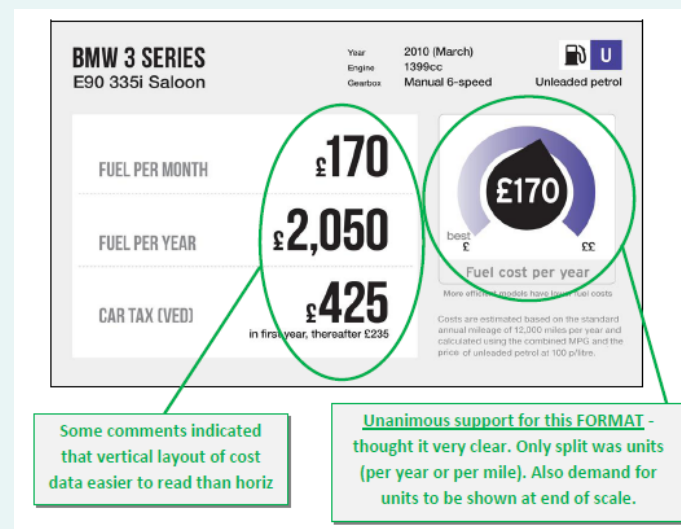 BMW 3 SERIES
E90 335i Saloon
Year 2010 (March)
Engine 1399cc
Gearbox Manual 6-speed
U
Unleaded petrol
FUEL PER MONTH £170
FUEL PER YEAR £2,050
CAR TAX (VED) £425
in first year, thereafter £235
£170
best
£ ££
Fuel cost per year
More efficient models have lower fuel costs
Costs are estimated based on the standard
annual mileage of 12,000 miles per year and
calculated using the combined MPG and the
price of unleaded petrol at 100 p/litre.
Some comments indicated
that vertical layout of cost
data easier to read than horiz
Unanimous support for this FORMAT -
thought it very clear. Only split was units
(per year or per mile). Also demand for
units to be shown at end of scale.